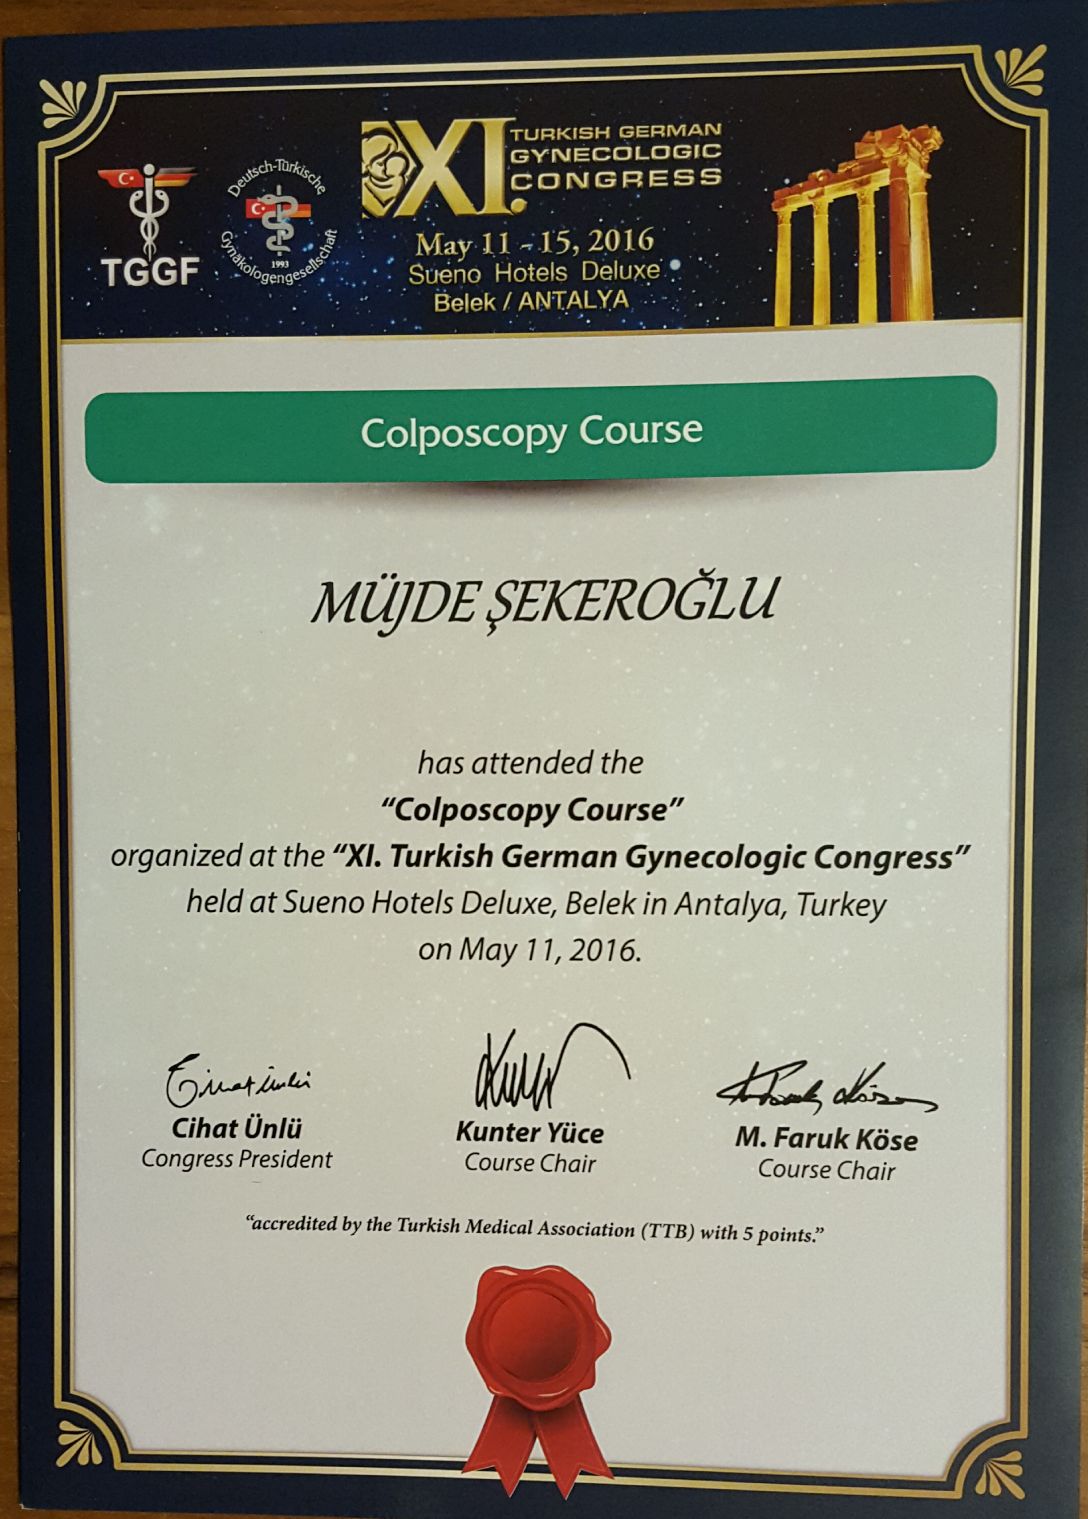 TGGF
Deutsch-Türkische
Gynäkologengesellschaft
1993
XI.
TURKISH GERMAN
GYNECOLOGIC
CONGRESS
May 11 - 15, 2016
Sueno Hotels Deluxe
Belek / ANTALYA
Colposcopy Course
MÜJDE ŞEKEROĞLU
has attended the
“Colposcopy Course”
organized at the “XI. Turkish German Gynecologic Congress”
held at Sueno Hotels Deluxe, Belek in Antalya, Turkey
on May 11, 2016.
Cihat Ünlü
Congress President
Kunter Yüce
Course Chair
M. Faruk Köse
Course Chair
“accredited by the Turkish Medical Association (TTB) with 5 points.”